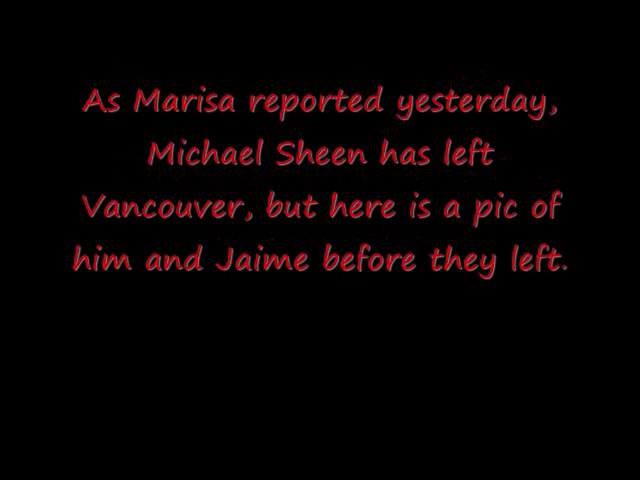 As Marisa reported yesterday,
Michael Sheen has left
Vancouver, but here is a pic of
him and Jaime before they left.